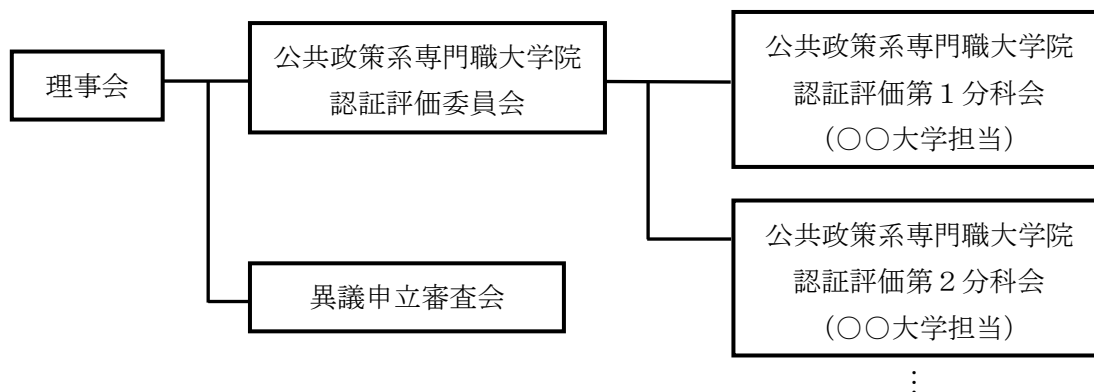 理事会
公共政策系専門職大学院
認証評価委員会
異議申立審査会
公共政策系専門職大学院
認証評価第１分科会
（○○大学担当）
公共政策系専門職大学院
認証評価第２分科会
（○○大学担当）
⋮